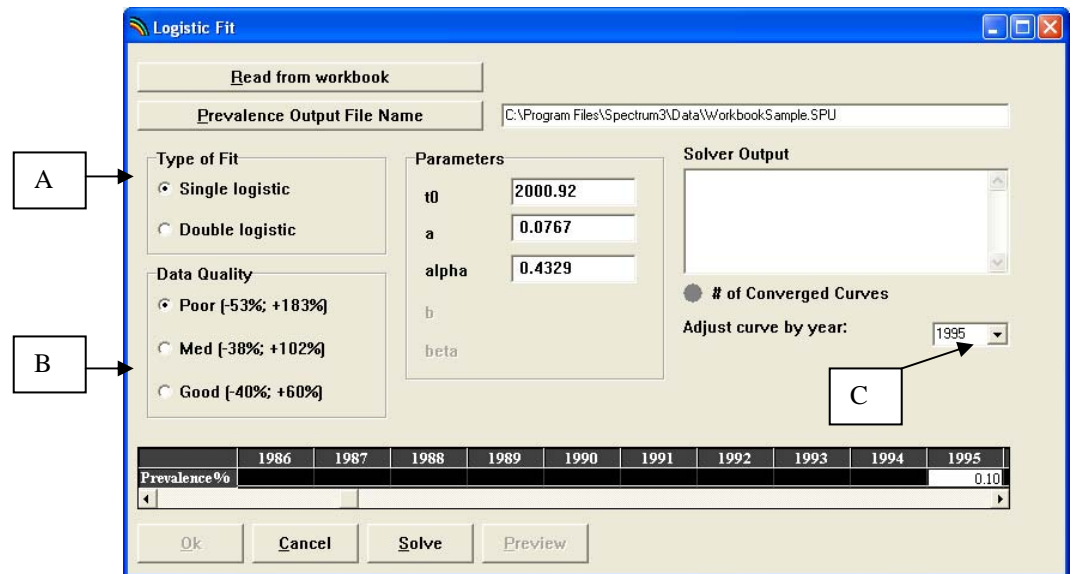 Logistic Fit
Read from workbook
Prevalence Output File Name
C:\Program Files\Spectrum3\Data\WorkbookSample.SPU
A
Type of Fit
Single logistic
Double logistic
Parameters
t0 2000.92
a 0.0767
alpha 0.4329
b
beta
Solver Output
# of Converged Curves
Adjust curve by year: 1995
B
Data Quality
Poor (-53%; +183%)
Med (-38%; +102%)
Good (-40%; +60%)
C
1986 1987 1988 1989 1990 1991 1992 1993 1994 1995
Prevalence% 0.10
Ok Cancel Solve Preview